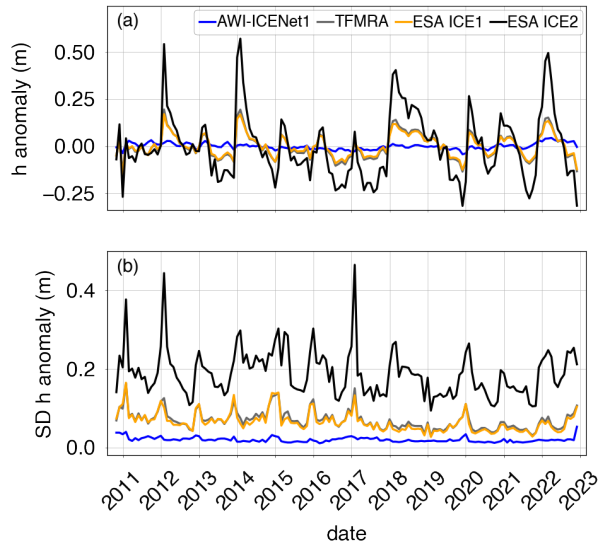 (a)
AWI-ICENet1 TFMRA ESA ICE1 ESA ICE2
h anomaly (m)
0.50
0.25
0.00
−0.25
(b)
SD h anomaly (m)
0.4
0.2
0.0
2011 2012 2013 2014 2015 2016 2017 2018 2019 2020 2021 2022 2023
date